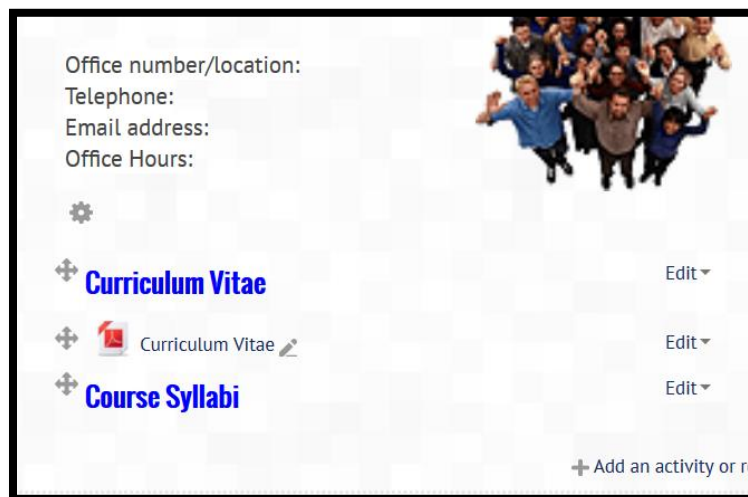 Office number/location:
Telephone:
Email address:
Office Hours:
Curriculum Vitae
Edit
Curriculum Vitae
Edit
Course Syllabi
Edit
Add an activity or